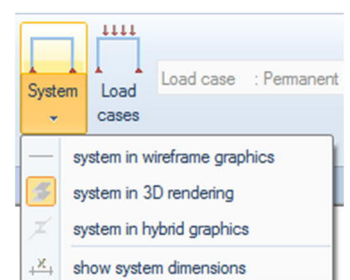 System
Load
cases
Load case : Permanent
system in wireframe graphics
system in 3D rendering
system in hybrid graphics
show system dimensions